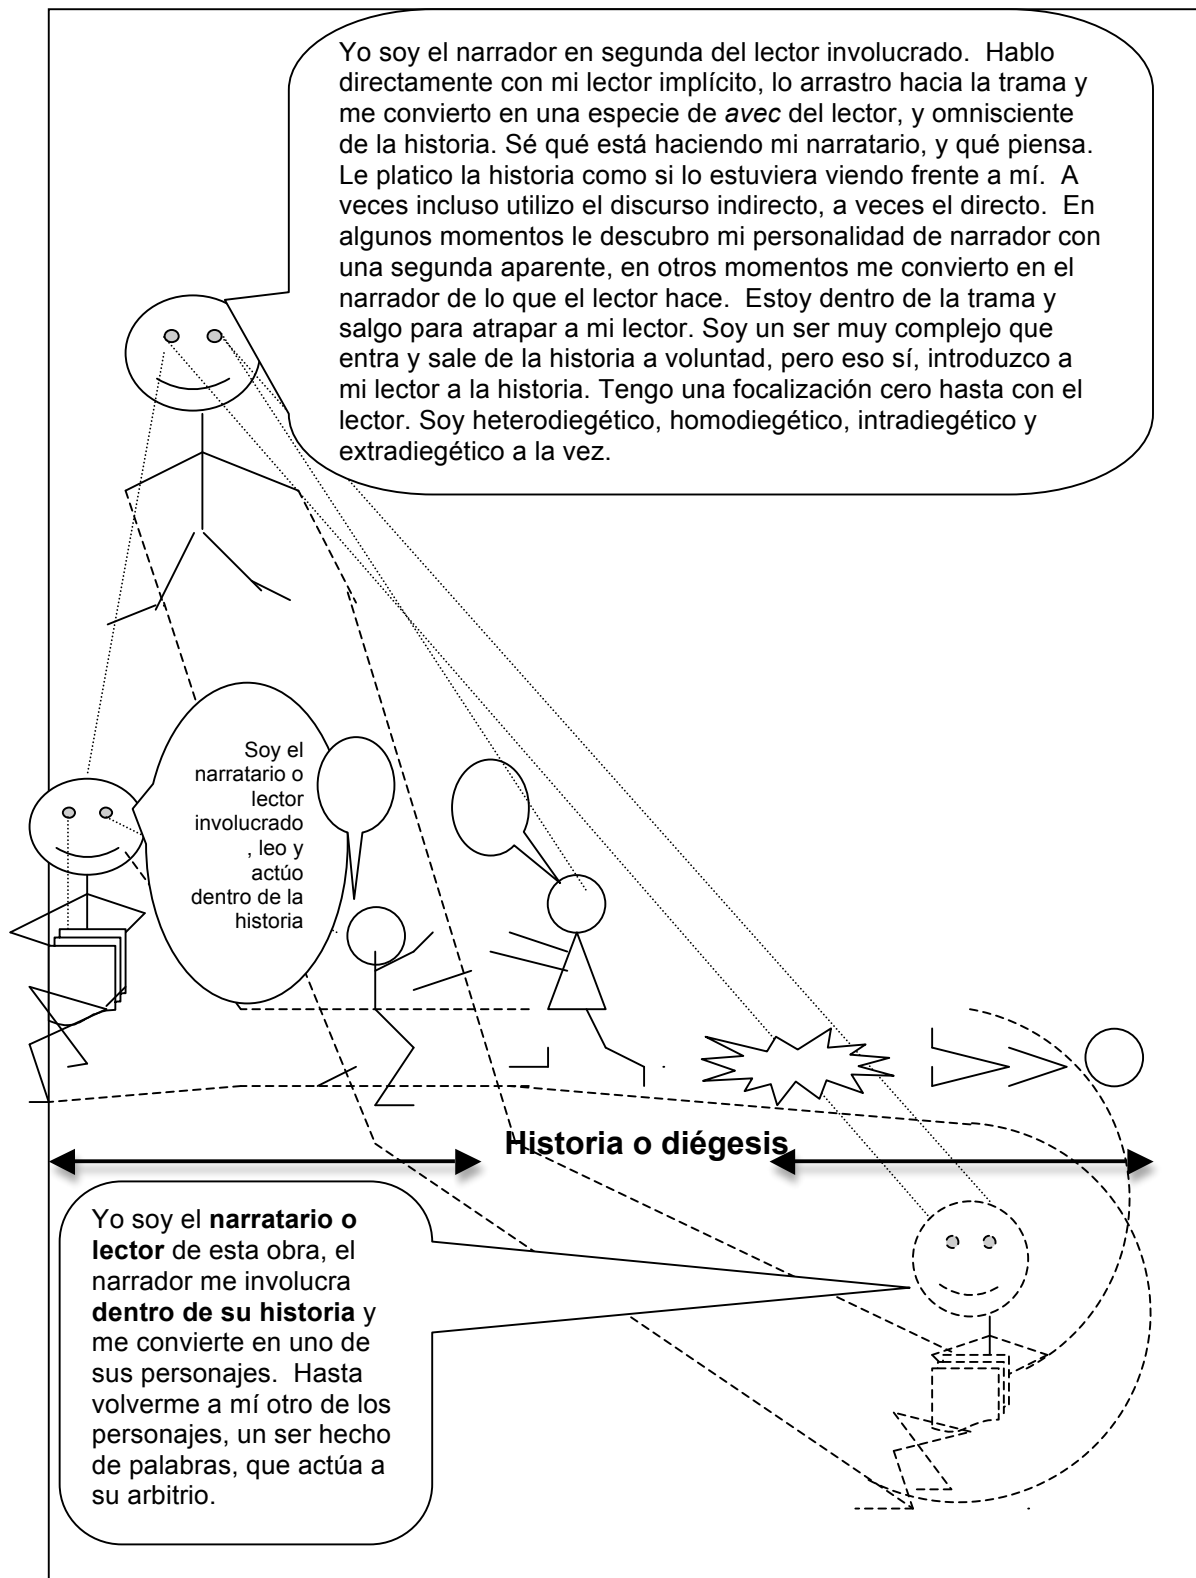 Yo soy el narrador en segunda del lector involucrado.  Hablo
directamente con mi lector implícito, lo arrastro hacia la trama y
me convierto en una especie de avec del lector, y omnisciente
de la historia. Sé qué está haciendo mi narratario, y qué piensa.
Le platico la historia como si lo estuviera viendo frente a mí.  A
veces incluso utilizo el discurso indirecto, a veces el directo.  En
algunos momentos le descubro mi personalidad de narrador con
una segunda aparente, en otros momentos me convierto en el
narrador de lo que el lector hace.  Estoy dentro de la trama y
salgo para atrapar a mi lector. Soy un ser muy complejo que
entra y sale de la historia a voluntad, pero eso sí, introduzco a
mi lector a la historia. Tengo una focalización cero hasta con el
lector. Soy heterodiegético, homodiegético, intradiegético y
extradiegético a la vez.
Soy el
narratario o
lector
involucrado
, leo y
actúo
dentro de la
historia
Historia o diégesis
Yo soy el narratario o
lector de esta obra, el
narrador me involucra
dentro de su historia y
me convierte en uno de
sus personajes.  Hasta
volverme a mí otro de los
personajes, un ser hecho
de palabras, que actúa a
su arbitrio.